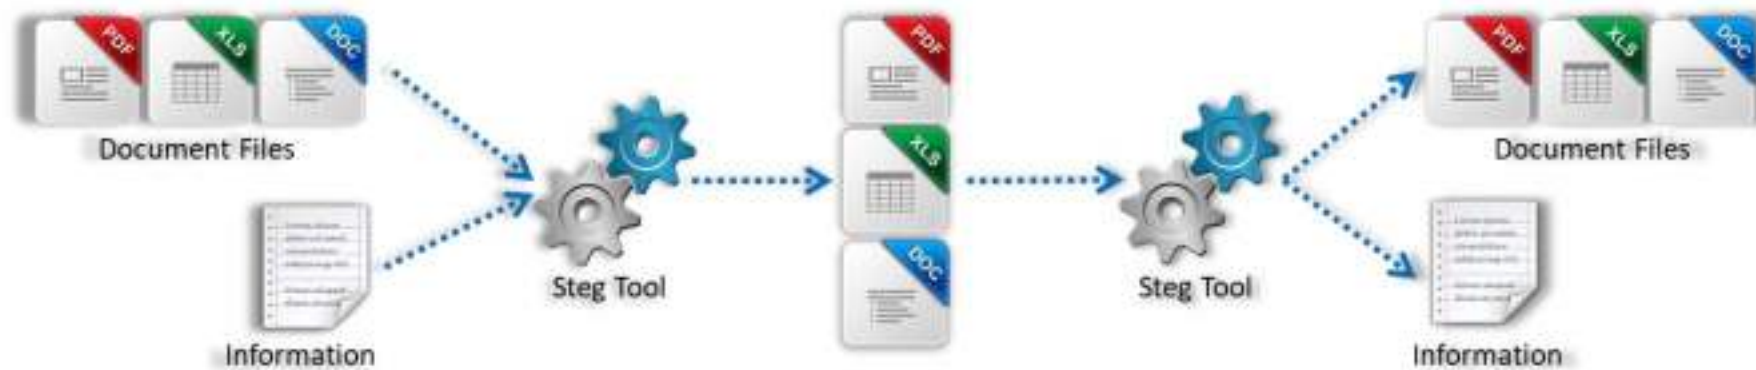 PDF XLS DOC
Document Files
Information
Steg Tool
PDF
XLS
DOC
Steg Tool
PDF XLS DOC
Document Files
Information